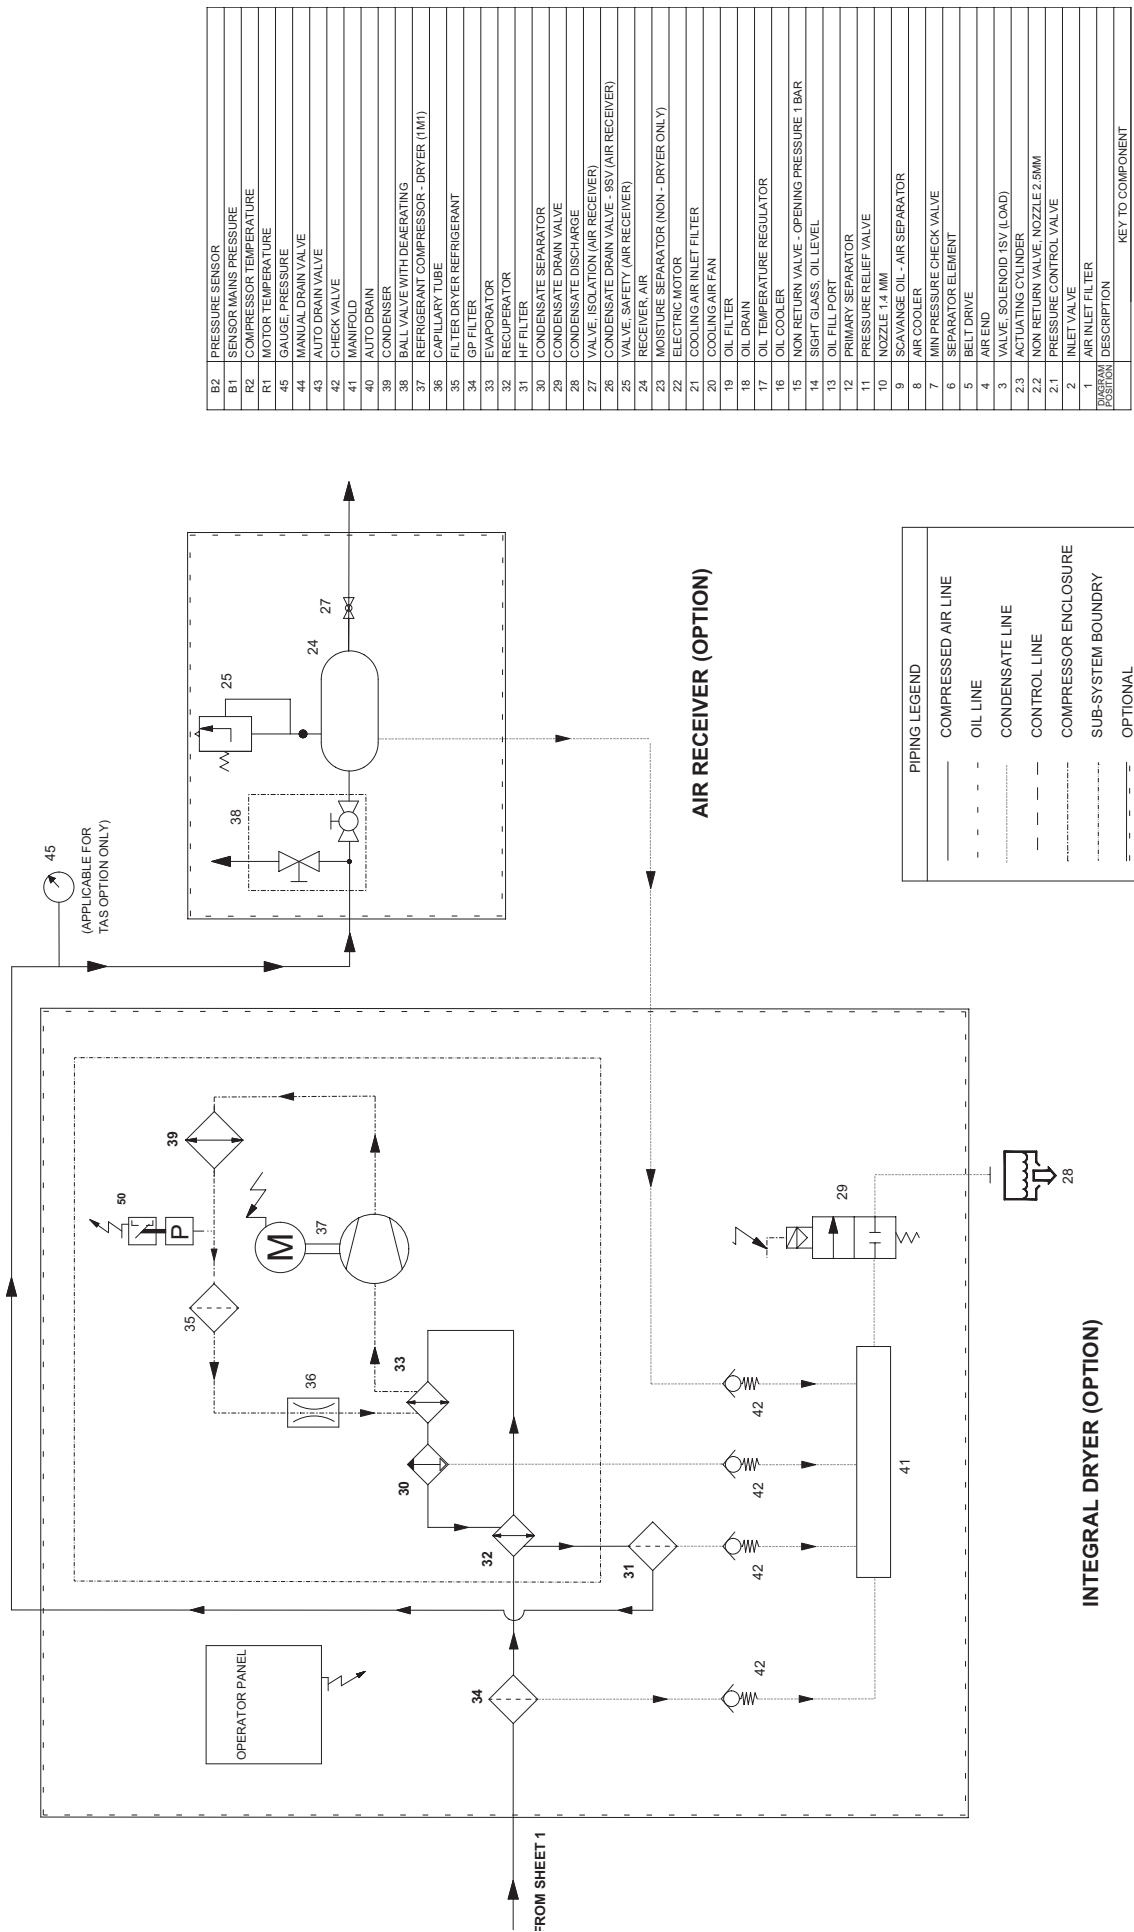 B2 PRESSURE SENSOR
B1 SENSOR MAINS PRESSURE
R2 COMPRESSOR TEMPERATURE
R1 MOTOR TEMPERATURE
45 GAUGE, PRESSURE
44 MANUAL DRAIN VALVE
43 AUTO DRAIN VALVE
42 CHECK VALVE
41 MANIFOLD
40 AUTO DRAIN
39 CONDENSER
38 BALL VALVE WITH DEAERATING
37 REFRIGERANT COMPRESSOR - DRYER (1M1)
36 CAPILLARY TUBE
35 FILTER DRYER REFRIGERANT
34 GP FILTER
33 EVAPORATOR
32 RECUPERATOR
31 HF FILTER
30 CONDENSATE SEPARATOR
29 CONDENSATE DRAIN VALVE
28 CONDENSATE DISCHARGE
27 VALVE, ISOLATION (AIR RECEIVER)
26 CONDENSATE DRAIN VALVE - 9SV (AIR RECEIVER)
25 VALVE, SAFETY (AIR RECEIVER)
24 RECEIVER, AIR
23 MOISTURE SEPARATOR (NON - DRYER ONLY)
22 ELECTRIC MOTOR
21 COOLING AIR INLET FILTER
20 COOLING AIR FAN
19 OIL FILTER
18 OIL DRAIN
17 OIL TEMPERATURE REGULATOR
16 OIL COOLER
15 NON RETURN VALVE - OPENING PRESSURE 1 BAR
14 SIGHT GLASS, OIL LEVEL
13 OIL FILL PORT
12 PRIMARY SEPARATOR
11 PRESSURE RELIEF VALVE
10 NOZZLE 1.4 MM
9 SCAVANGE OIL - AIR SEPARATOR
8 AIR COOLER
7 MIN PRESSURE CHECK VALVE
6 SEPARATOR ELEMENT
5 BELT DRIVE
4 AIR END
3 VALVE, SOLENOID 1SV (LOAD)
2.3 ACTUATING CYLINDER
2.2 NON RETURN VALVE, NOZZLE 2.5MM
2.1 PRESSURE CONTROL VALVE
2 INLET VALVE
1 AIR INLET FILTER
DIAGRAM
POSITION
DESCRIPTION
KEY TO COMPONENT
45
(APPLICABLE FOR
TAS OPTION ONLY)
38
25
24
27
AIR RECEIVER (OPTION)
PIPING LEGEND
COMPRESSED AIR LINE
OIL LINE
CONDENSATE LINE
CONTROL LINE
COMPRESSOR ENCLOSURE
SUB-SYSTEM BOUNDRY
OPTIONAL
39
50
P
M
37
35
36
33
30
32
31
34
42
42
42
42
41
29
28
OPERATOR PANEL
FROM SHEET 1
INTEGRAL DRYER (OPTION)